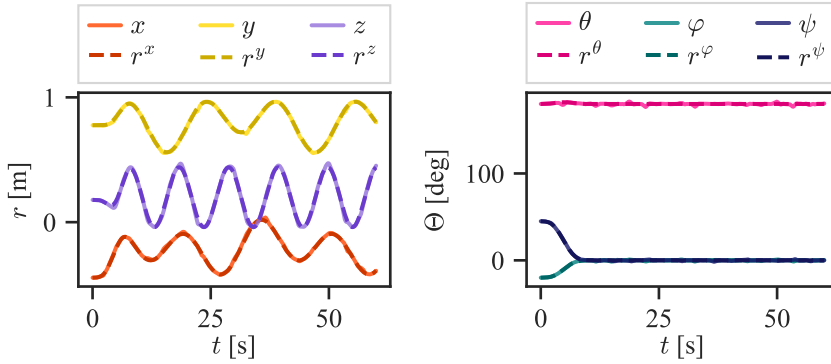 x y z
r^x r^y r^z
1
0
r [m]
0 25 50
t [s]
θ φ ψ
r^θ r^φ r^ψ
100
0
Θ [deg]
0 25 50
t [s]